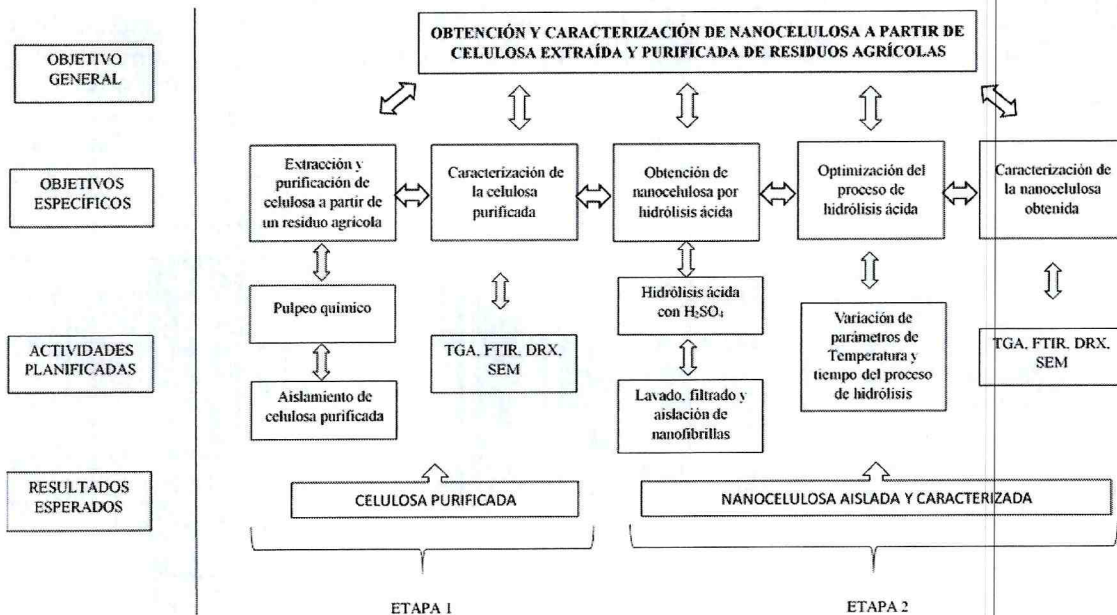 OBTENCIÓN Y CARACTERIZACIÓN DE NANOCELULOSA A PARTIR DE
CELULOSA EXTRAÍDA Y PURIFICADA DE RESIDUOS AGRÍCOLAS
OBJETIVO
GENERAL
OBJETIVOS
ESPECÍFICOS
Extracción y
purificación de
celulosa a partir de
un residuo agrícola
Caracterización de
la celulosa
purificada
Obtención de
nanocelulosa por
hidrólisis ácida
Optimización del
proceso de
hidrólisis ácida
Caracterización de
la nanocelulosa
obtenida
ACTIVIDADES
PLANIFICADAS
Pulpeo químico
Aislamiento de
celulosa purificada
TGA, FTIR, DRX,
SEM
Hidrólisis ácida
con H₂SO₄
Lavado, filtrado y
aislación de
nanofibrillas
Variación de
parámetros de
Temperatura y
tiempo del proceso
de hidrólisis
TGA, FTIR, DRX,
SEM
RESULTADOS
ESPERADOS
CELULOSA PURIFICADA
NANOCELULOSA AISLADA Y CARACTERIZADA
ETAPA 1
ETAPA 2